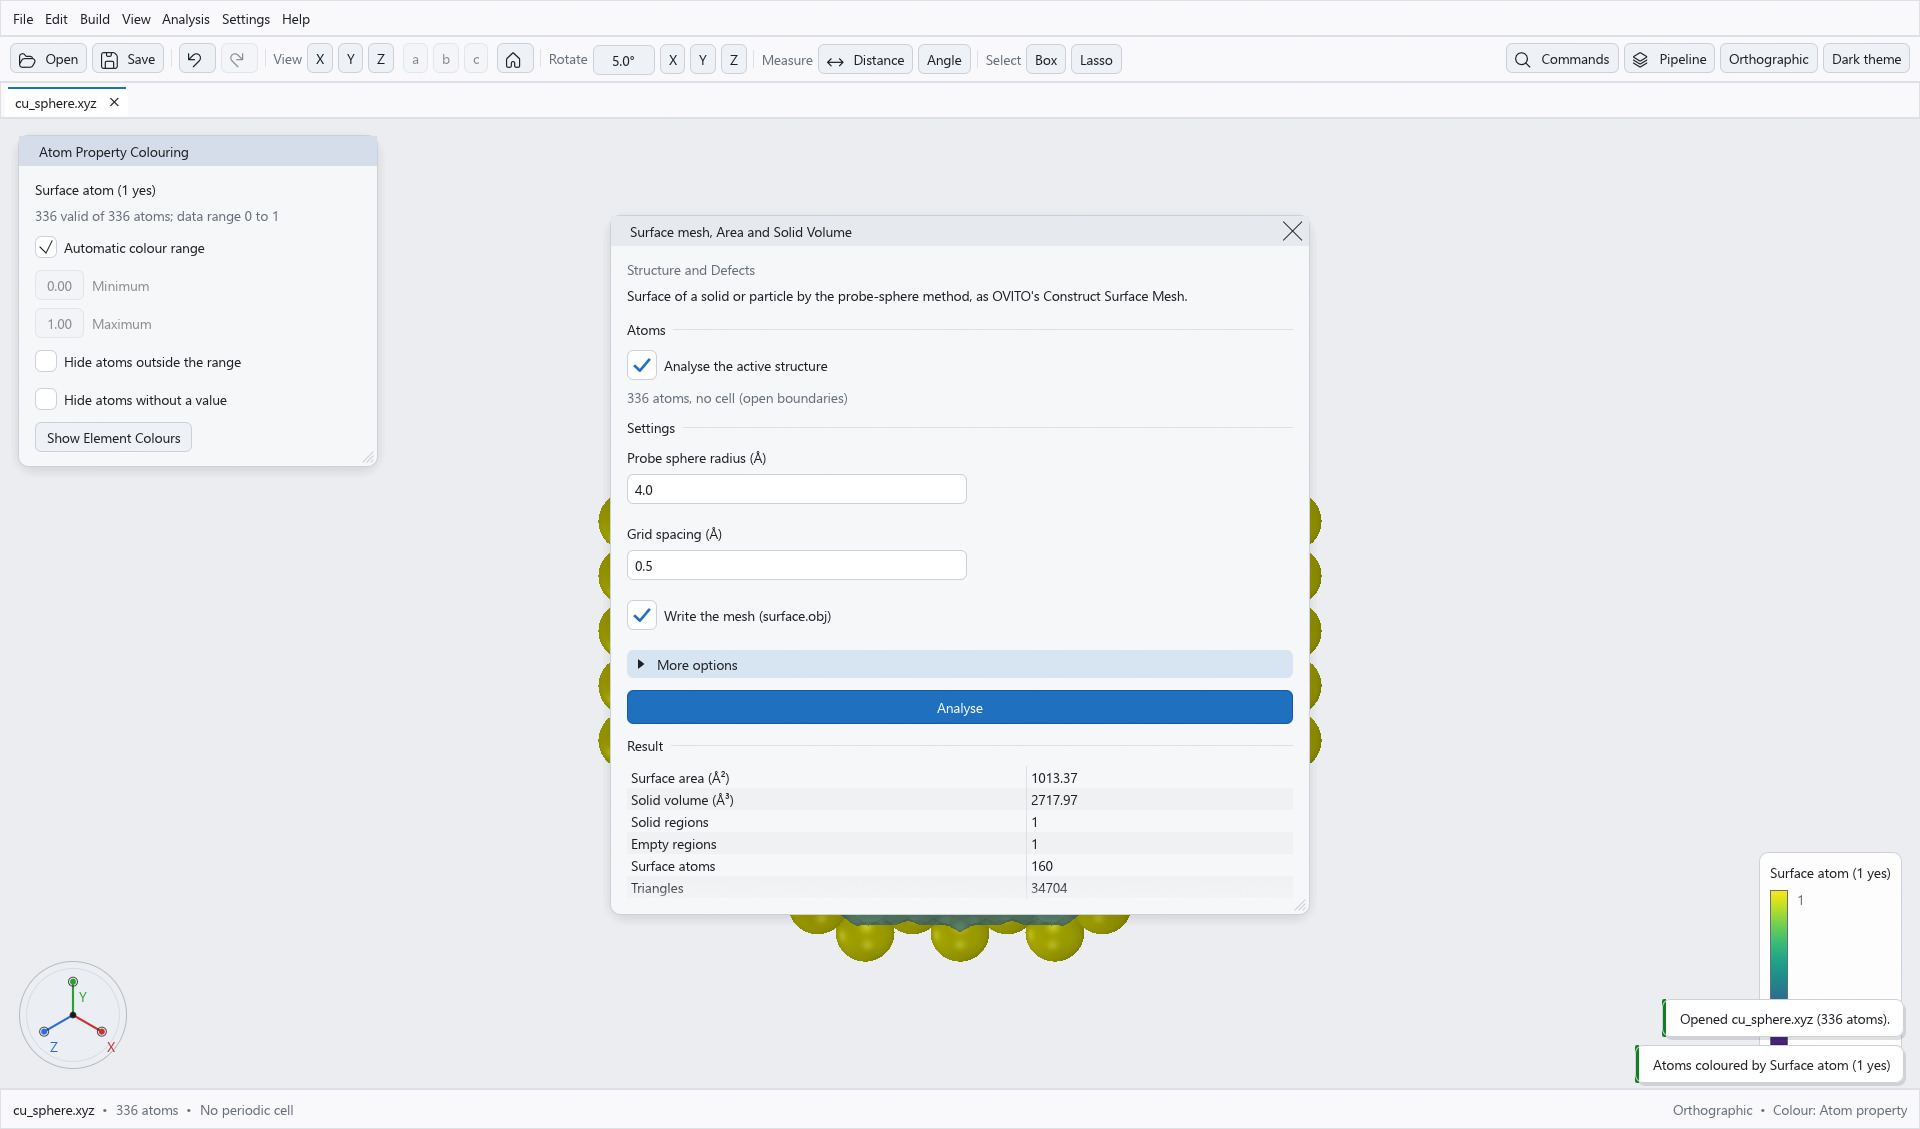 File Edit Build View Analysis Settings Help
Open Save View X Y Z a b c Rotate 5.0° X Y Z Measure Distance Angle Select Box Lasso Commands Pipeline Orthographic Dark theme
cu_sphere.xyz
Atom Property Colouring
Surface atom (1 yes)
336 valid of 336 atoms; data range 0 to 1
Automatic colour range
0.00 Minimum
1.00 Maximum
Hide atoms outside the range
Hide atoms without a value
Show Element Colours
Surface mesh, Area and Solid Volume
Structure and Defects
Surface of a solid or particle by the probe-sphere method, as OVITO's Construct Surface Mesh.
Atoms
Analyse the active structure
336 atoms, no cell (open boundaries)
Settings
Probe sphere radius (Å)
4.0
Grid spacing (Å)
0.5
Write the mesh (surface.obj)
More options
Analyse
Result
Surface area (Å²) 1013.37
Solid volume (Å³) 2717.97
Solid regions 1
Empty regions 1
Surface atoms 160
Triangles 34704
Surface atom (1 yes)
1
Opened cu_sphere.xyz (336 atoms).
Atoms coloured by Surface atom (1 yes)
Y
Z
X
cu_sphere.xyz • 336 atoms • No periodic cell
Orthographic • Colour: Atom property